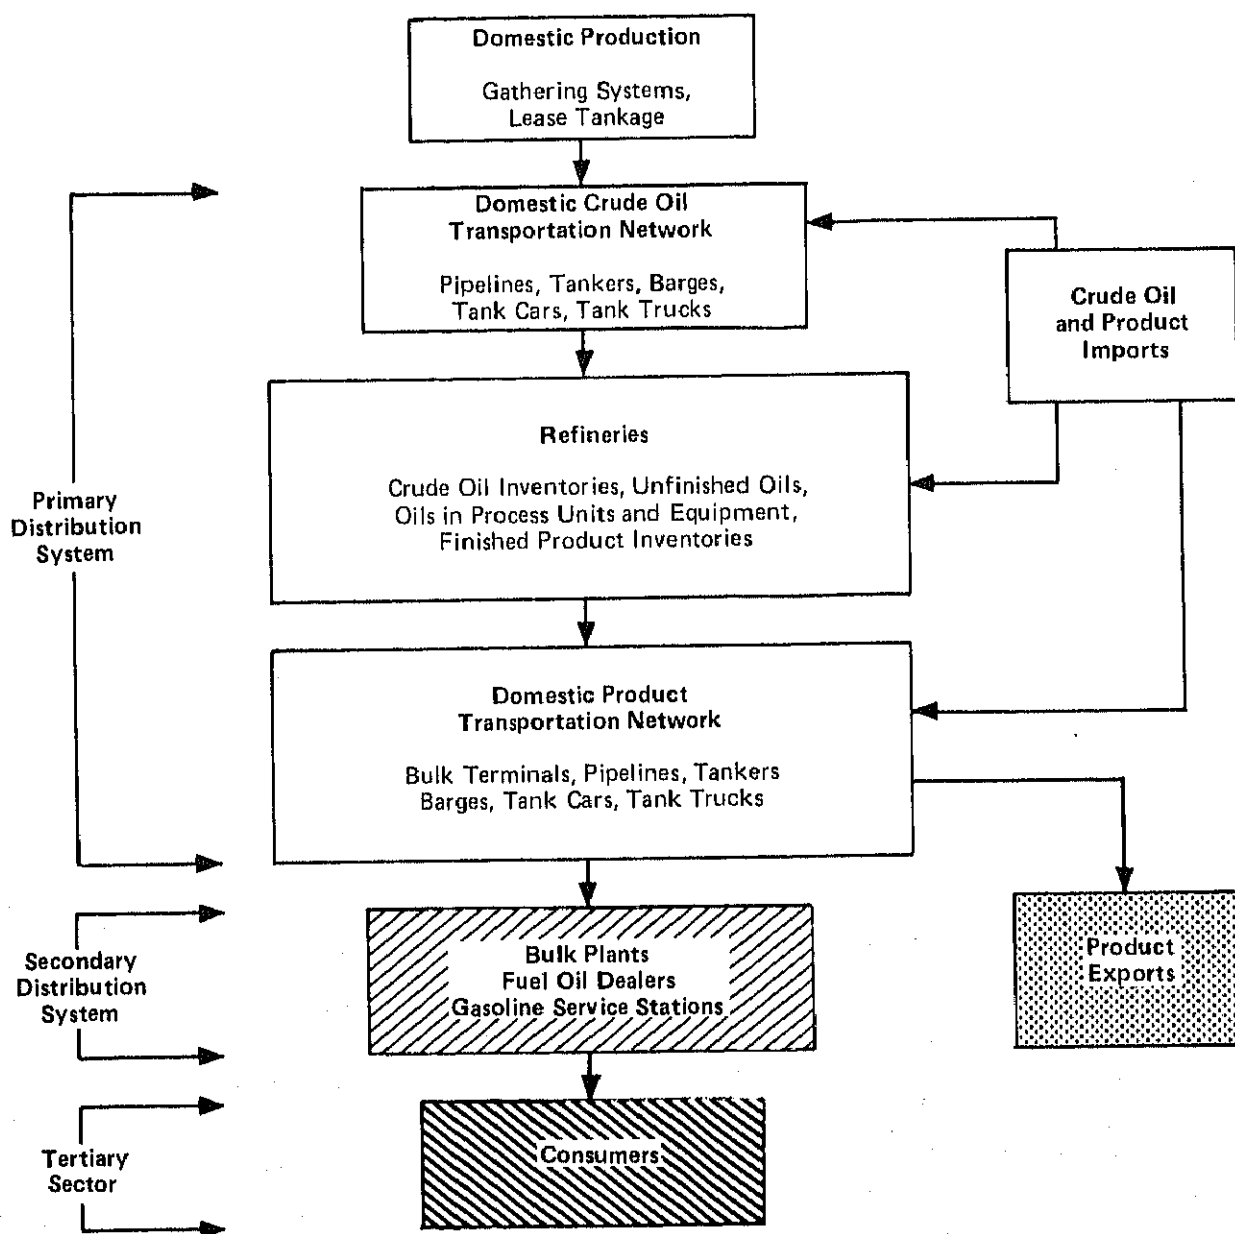 Domestic Production
Gathering Systems,
Lease Tankage
Domestic Crude Oil
Transportation Network
Pipelines, Tankers, Barges,
Tank Cars, Tank Trucks
Crude Oil
and Product
Imports
Refineries
Crude Oil Inventories, Unfinished Oils,
Oils in Process Units and Equipment,
Finished Product Inventories
Primary
Distribution
System
Domestic Product
Transportation Network
Bulk Terminals, Pipelines, Tankers
Barges, Tank Cars, Tank Trucks
Secondary
Distribution
System
Bulk Plants
Fuel Oil Dealers
Gasoline Service Stations
Product
Exports
Tertiary
Sector
Consumers